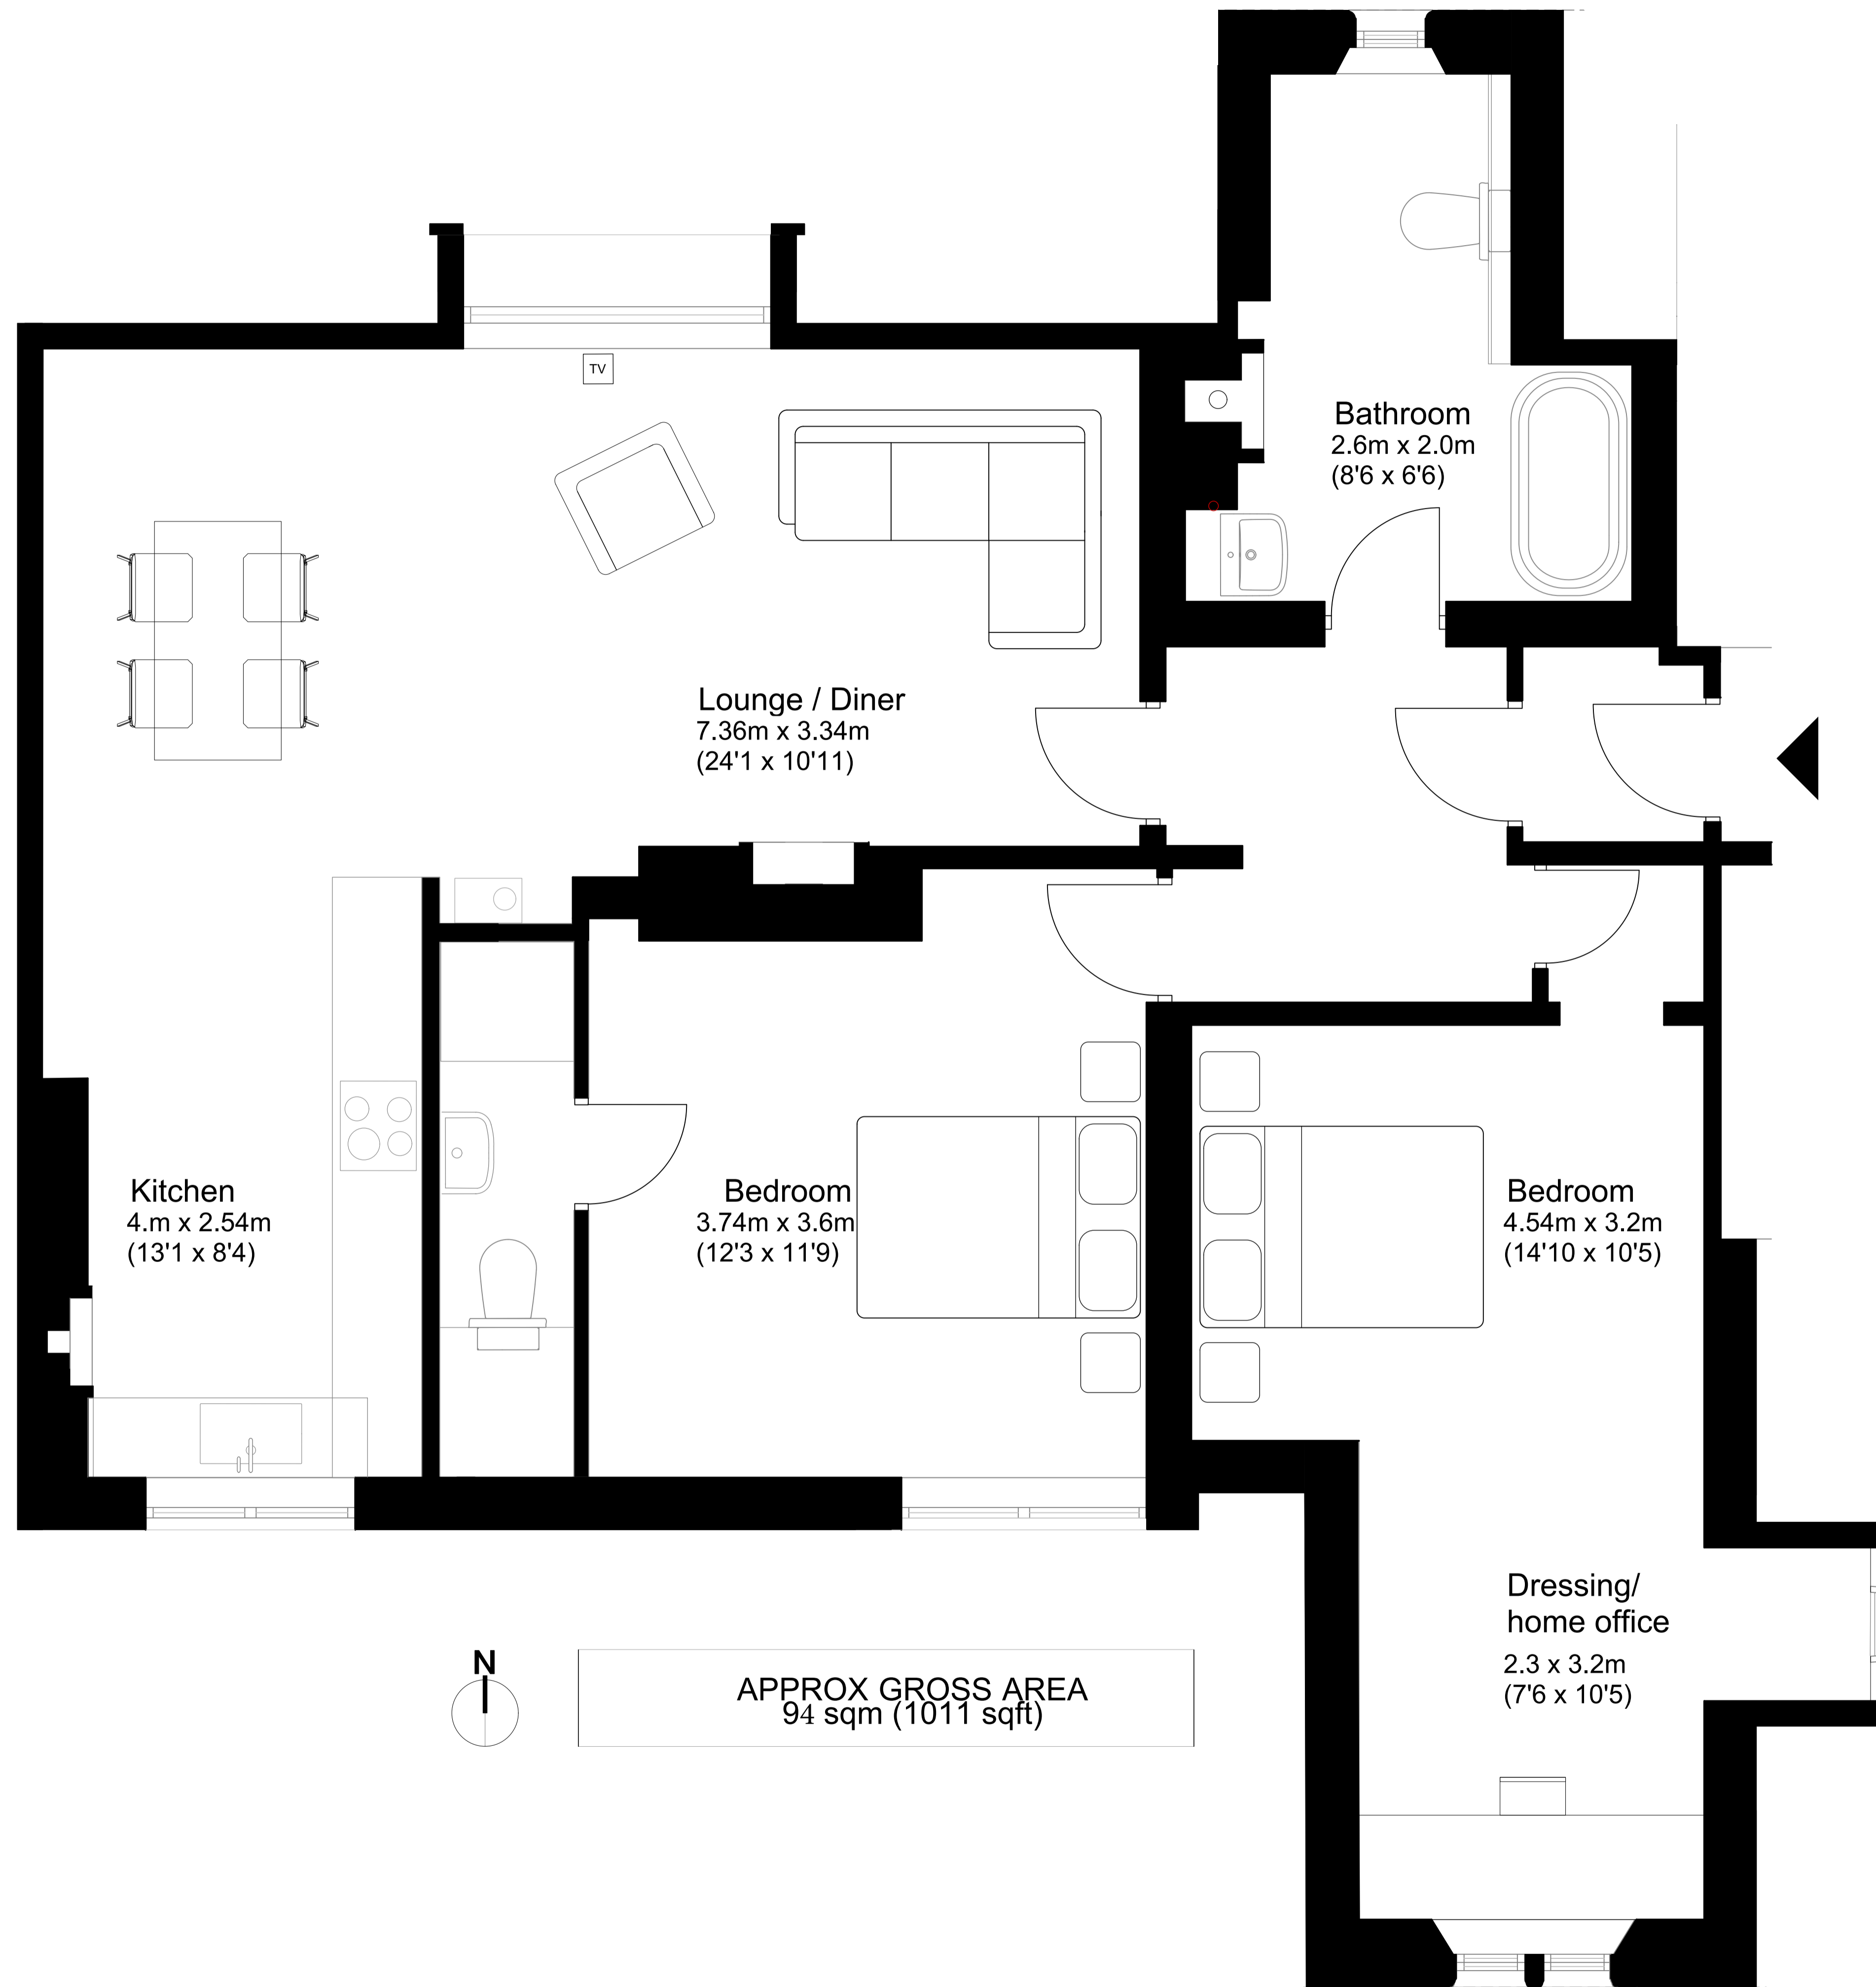 TV
Bathroom
2.6m x 2.0m
(8'6 x 6'6)
Lounge / Diner
7.36m x 3.34m
(24'1 x 10'11)
Kitchen
4.m x 2.54m
(13'1 x 8'4)
Bedroom
3.74m x 3.6m
(12'3 x 11'9)
Bedroom
4.54m x 3.2m
(14'10 x 10'5)
Dressing/
home office
2.3 x 3.2m
(7'6 x 10'5)
N
APPROX GROSS AREA
94 sqm (1011 sqft)